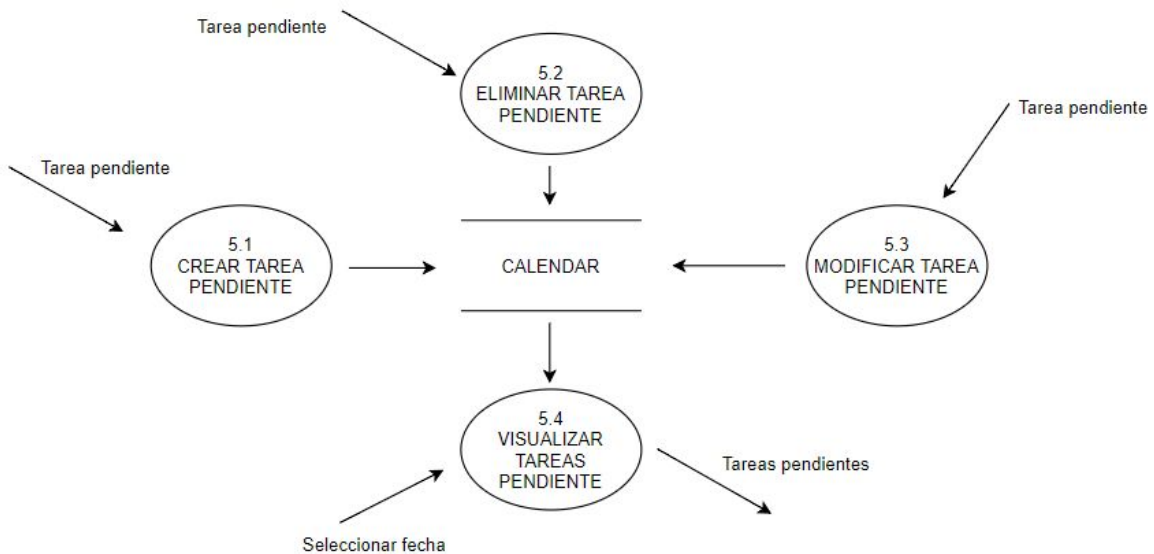 Tarea pendiente
5.2
ELIMINAR TAREA
PENDIENTE
Tarea pendiente
Tarea pendiente
5.1
CREAR TAREA
PENDIENTE
CALENDAR
5.3
MODIFICAR TAREA
PENDIENTE
5.4
VISUALIZAR
TAREAS
PENDIENTE
Tareas pendientes
Seleccionar fecha